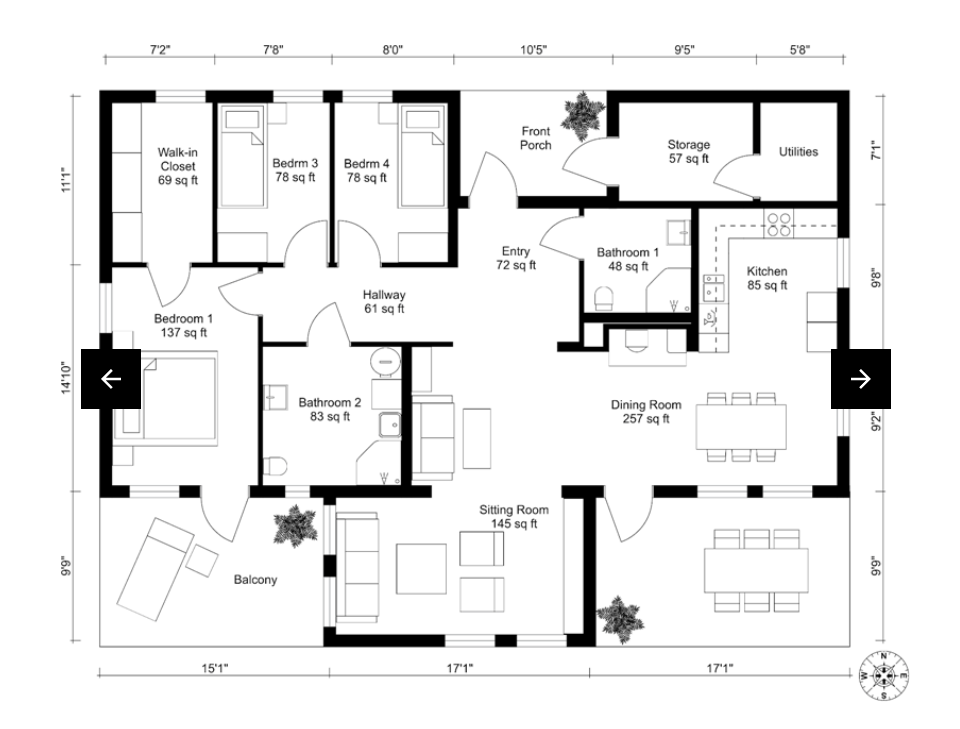 7'2" 7'8" 8'0" 10'5" 9'5" 5'8"
Front
Porch
Walk-in
Closet
69 sq ft
Bedrm 3
78 sq ft
Bedrm 4
78 sq ft
Storage
57 sq ft
Utilities
11'1"
7'1"
Entry
72 sq ft
Bathroom 1
48 sq ft
Kitchen
85 sq ft
9'8"
Hallway
61 sq ft
Bedroom 1
137 sq ft
14'10"
Bathroom 2
83 sq ft
Dining Room
257 sq ft
9'2"
Sitting Room
145 sq ft
Balcony
9'9"
9'9"
15'1" 17'1" 17'1"
N
W E
S